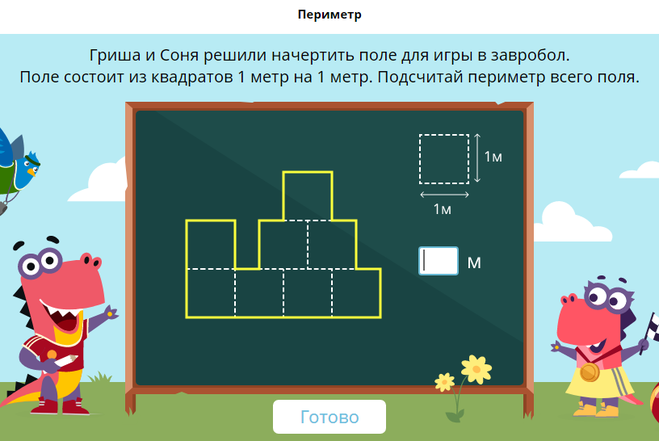 Периметр
Гриша и Соня решили начертить поле для игры в завробол.
Поле состоит из квадратов 1 метр на 1 метр. Подсчитай периметр всего поля.
1м
1м
м
Готово